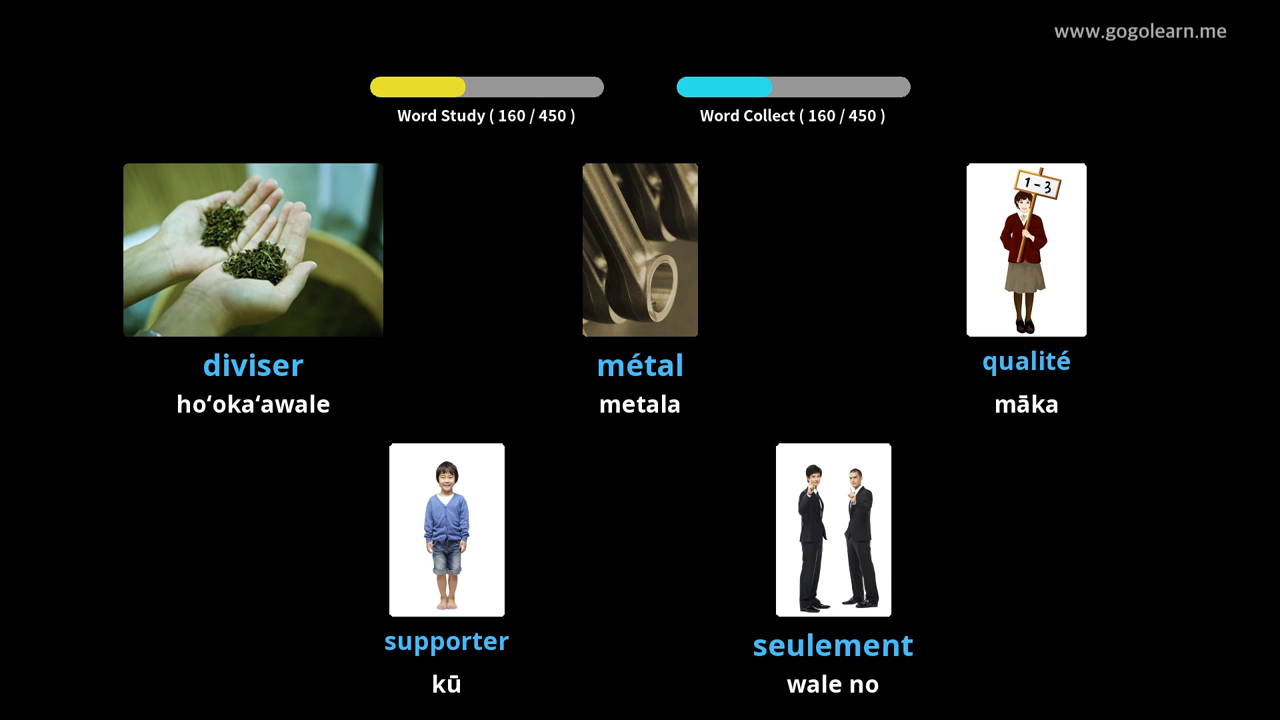 www.gogolearn.me
Word Study ( 160 / 450 )
Word Collect ( 160 / 450 )
1-3
diviser
hoʻokaʻawale
métal
metala
qualité
māka
supporter
kū
seulement
wale no